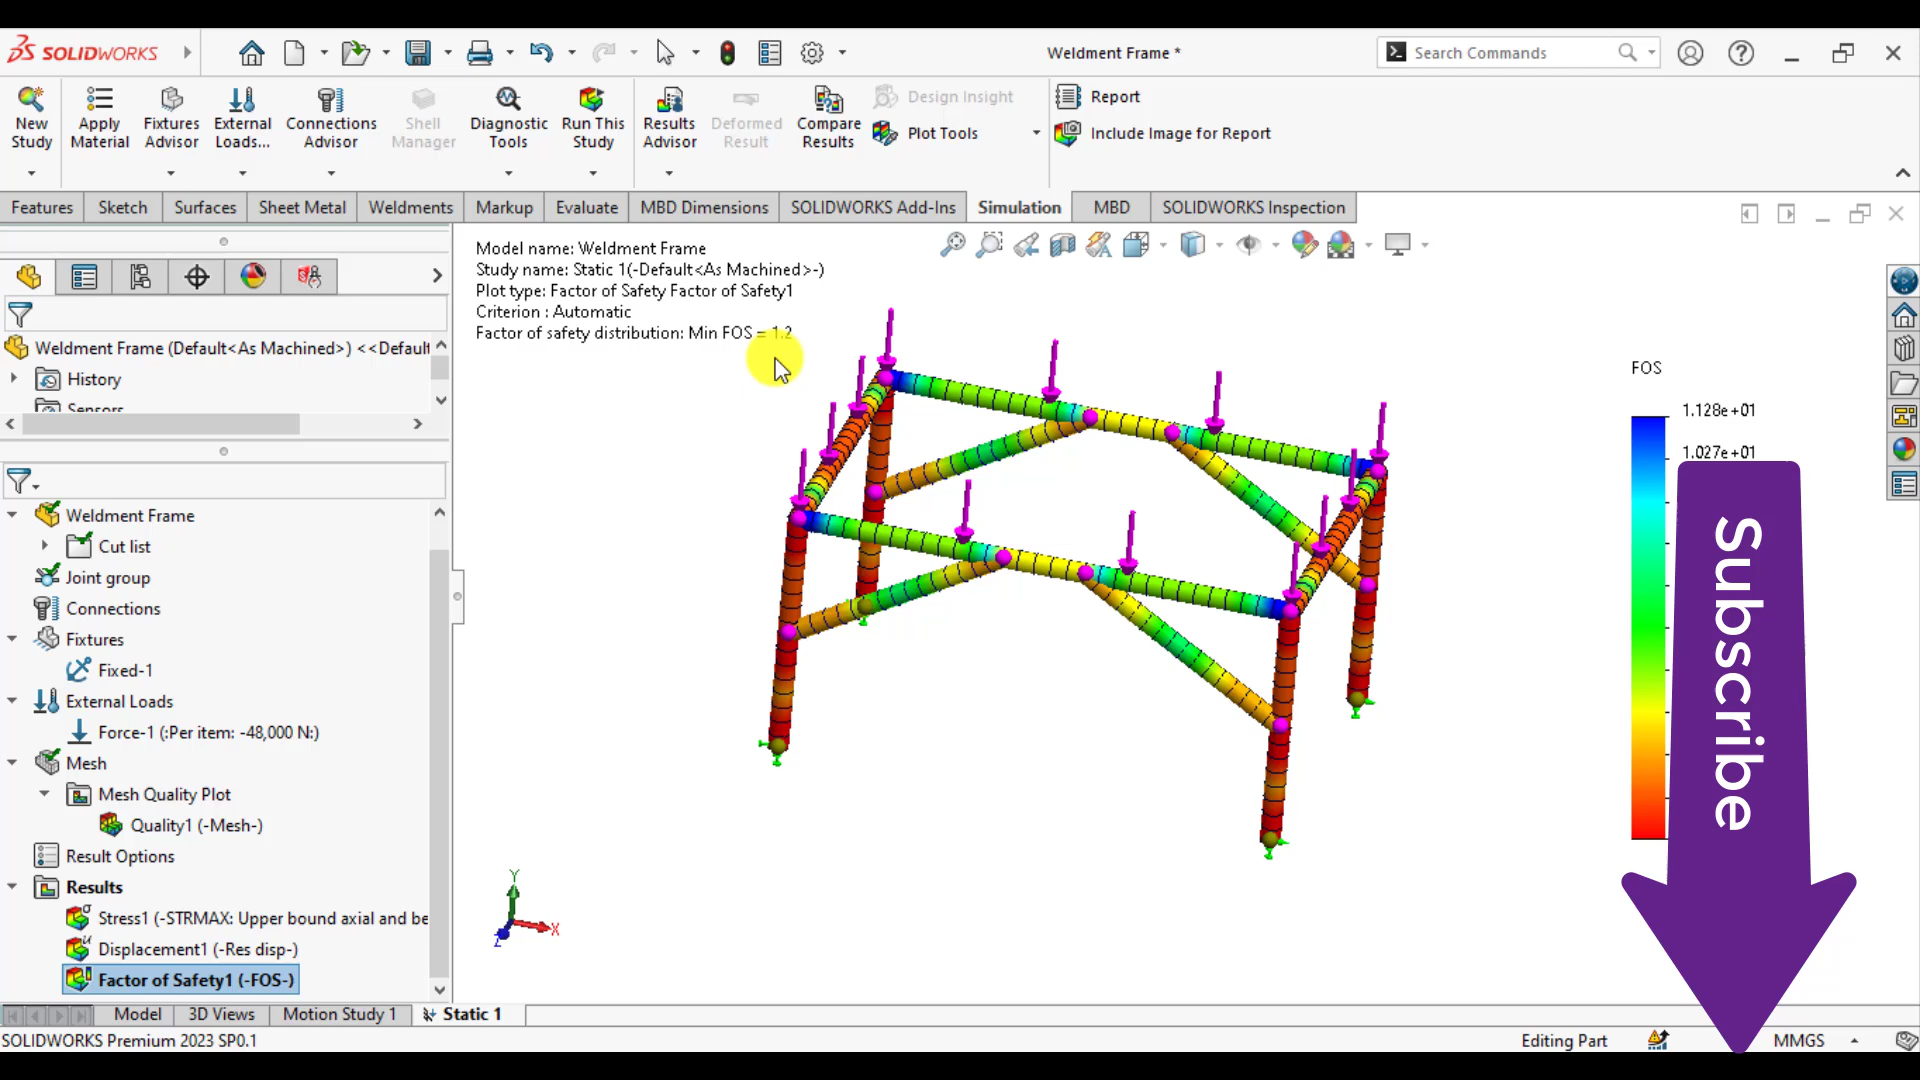 SOLIDWORKS
Weldment Frame *
Search Commands
New Study
Apply Material
Fixtures Advisor
External Loads...
Connections Advisor
Shell Manager
Diagnostic Tools
Run This Study
Results Advisor
Deformed Result
Compare Results
Design Insight
Plot Tools
Report
Include Image for Report
Features
Sketch
Surfaces
Sheet Metal
Weldments
Markup
Evaluate
MBD Dimensions
SOLIDWORKS Add-Ins
Simulation
MBD
SOLIDWORKS Inspection
Model name: Weldment Frame
Study name: Static 1(-Default<As Machined>-)
Plot type: Factor of Safety Factor of Safety1
Criterion : Automatic
Factor of safety distribution: Min FOS = 1.2
Weldment Frame (Default<As Machined>) <<Default
History
Sensors
Weldment Frame
Cut list
Joint group
Connections
Fixtures
Fixed-1
External Loads
Force-1 (:Per item: -48,000 N:)
Mesh
Mesh Quality Plot
Quality1 (-Mesh-)
Result Options
Results
Stress1 (-STRMAX: Upper bound axial and be
Displacement1 (-Res disp-)
Factor of Safety1 (-FOS-)
FOS
1.128e+01
1.027e+01
Subscribe
Y
X
Z
Model
3D Views
Motion Study 1
Static 1
SOLIDWORKS Premium 2023 SP0.1
Editing Part
MMGS